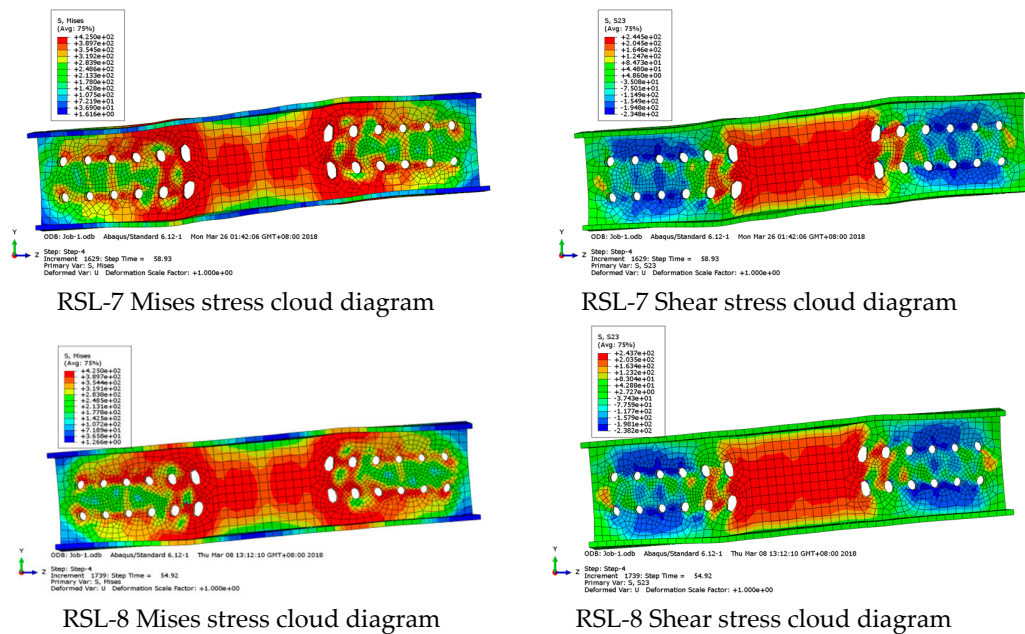 S, Mises
(Avg: 75%)
+4.250e+02
+3.897e+02
+3.545e+02
+3.192e+02
+2.839e+02
+2.486e+02
+2.133e+02
+1.780e+02
+1.428e+02
+1.075e+02
+7.219e+01
+3.690e+01
+1.616e+00
Y
Z
ODB: Job-1.odb Abaqus/Standard 6.12-1 Mon Mar 26 01:42:06 GMT+08:00 2018
Step: Step-4
Increment 1629: Step Time = 58.93
Primary Var: S, Mises
Deformed Var: U Deformation Scale Factor: +1.000e+00
RSL-7 Mises stress cloud diagram
S, S23
(Avg: 75%)
+2.445e+02
+2.045e+02
+1.646e+02
+1.247e+02
+8.473e+01
+4.480e+01
+4.860e+00
-3.508e+01
-7.501e+01
-1.149e+02
-1.549e+02
-1.948e+02
-2.348e+02
Y
Z
ODB: Job-1.odb Abaqus/Standard 6.12-1 Mon Mar 26 01:42:06 GMT+08:00 2018
Step: Step-4
Increment 1629: Step Time = 58.93
Primary Var: S, S23
Deformed Var: U Deformation Scale Factor: +1.000e+00
RSL-7 Shear stress cloud diagram
S, Mises
(Avg: 75%)
+4.250e+02
+3.897e+02
+3.544e+02
+3.191e+02
+2.838e+02
+2.485e+02
+2.131e+02
+1.778e+02
+1.425e+02
+1.072e+02
+7.189e+01
+3.658e+01
+1.266e+00
Y
Z
ODB: Job-1.odb Abaqus/Standard 6.12-1 Thu Mar 08 13:12:10 GMT+08:00 2018
Step: Step-4
Increment 1739: Step Time = 54.92
Primary Var: S, Mises
Deformed Var: U Deformation Scale Factor: +1.000e+00
RSL-8 Mises stress cloud diagram
S, S23
(Avg: 75%)
+2.437e+02
+2.035e+02
+1.634e+02
+1.232e+02
+8.304e+01
+4.288e+01
+2.727e+00
-3.743e+01
-7.759e+01
-1.177e+02
-1.579e+02
-1.981e+02
-2.382e+02
Y
Z
ODB: Job-1.odb Abaqus/Standard 6.12-1 Thu Mar 08 13:12:10 GMT+08:00 2018
Step: Step-4
Increment 1739: Step Time = 54.92
Primary Var: S, S23
Deformed Var: U Deformation Scale Factor: +1.000e+00
RSL-8 Shear stress cloud diagram